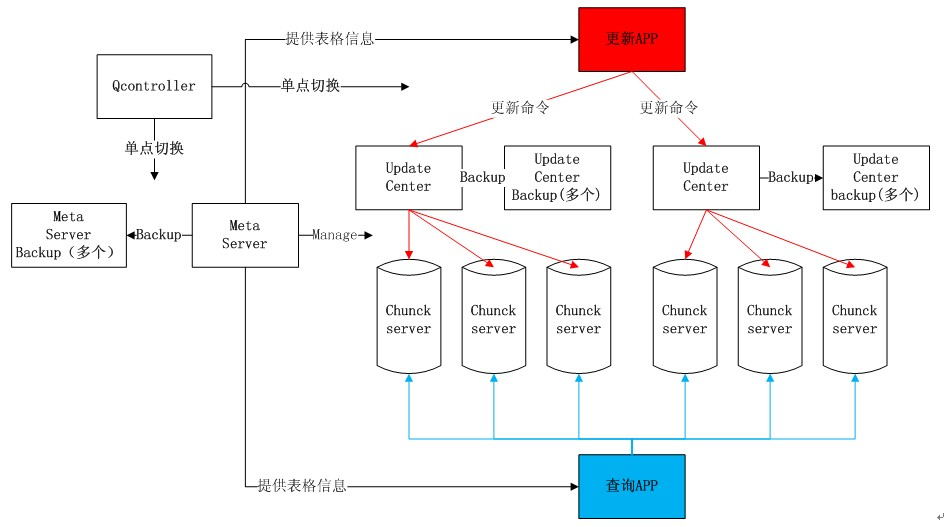 提供表格信息
更新APP
Qcontroller
单点切换
更新命令
更新命令
单点切换
Update
Center
Backup
Update
Center
Backup(多个)
Update
Center
Backup
Update
Center
backup(多个)
Meta
Server
Backup（多个）
Backup
Meta
Server
Manage
Chunck
server
Chunck
server
Chunck
server
Chunck
server
Chunck
server
Chunck
server
提供表格信息
查询APP